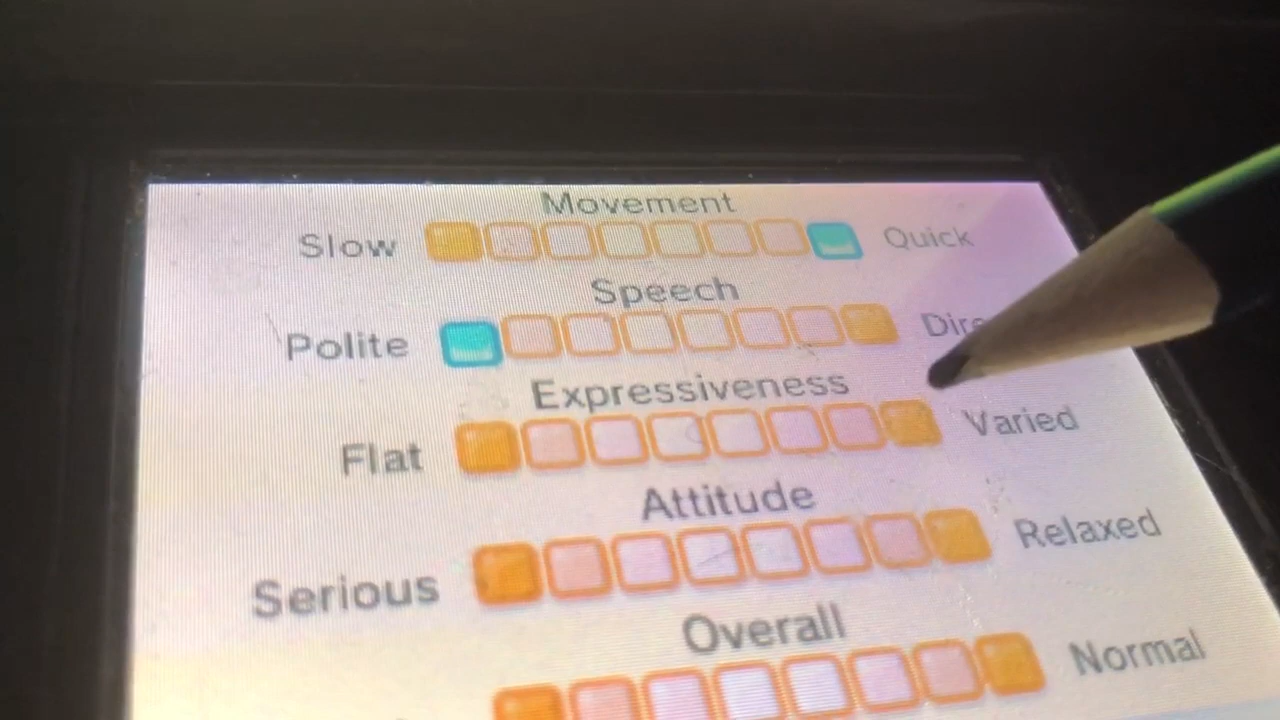 Movement
Slow Quick
Speech
Polite
Expressiveness
Flat Varied
Attitude
Serious Relaxed
Overall
Normal